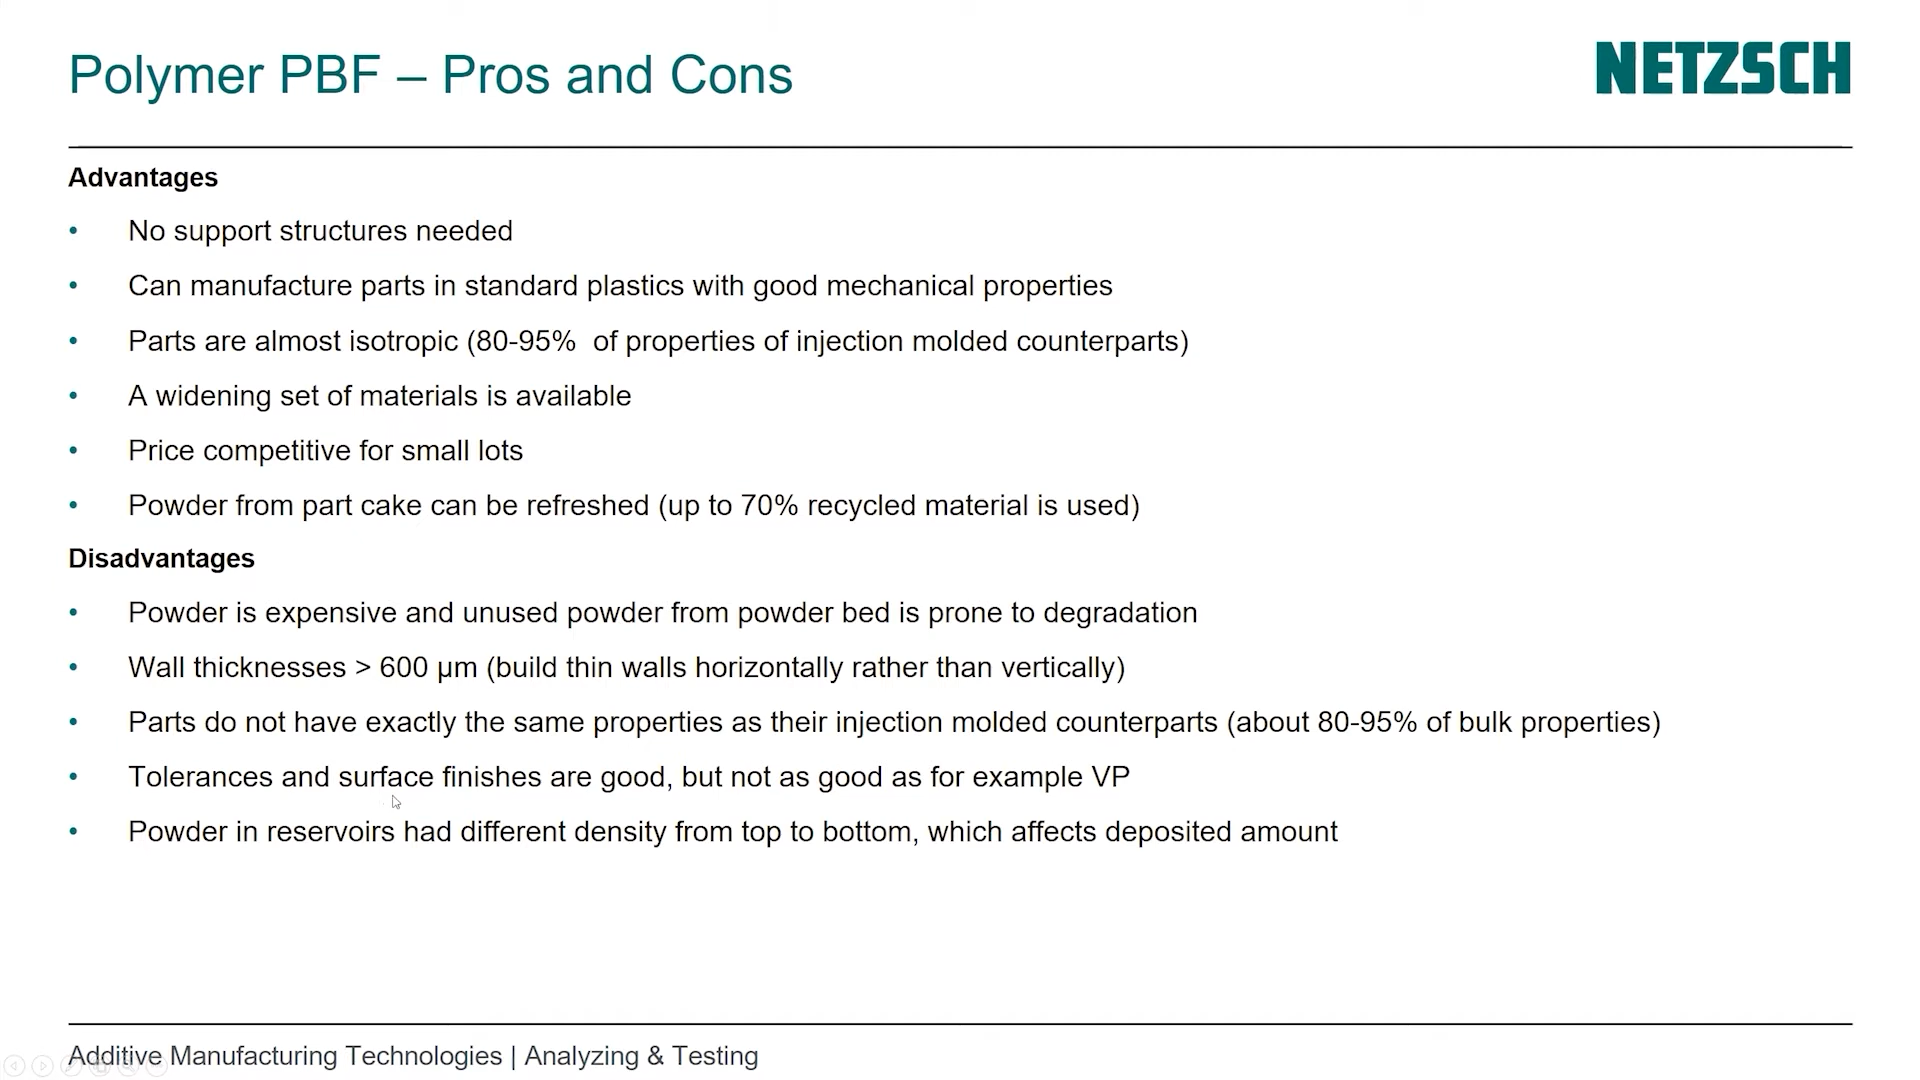 Polymer PBF – Pros and Cons
NETZSCH
Advantages
• No support structures needed
• Can manufacture parts in standard plastics with good mechanical properties
• Parts are almost isotropic (80-95%  of properties of injection molded counterparts)
• A widening set of materials is available
• Price competitive for small lots
• Powder from part cake can be refreshed (up to 70% recycled material is used)
Disadvantages
• Powder is expensive and unused powder from powder bed is prone to degradation
• Wall thicknesses > 600 µm (build thin walls horizontally rather than vertically)
• Parts do not have exactly the same properties as their injection molded counterparts (about 80-95% of bulk properties)
• Tolerances and surface finishes are good, but not as good as for example VP
• Powder in reservoirs had different density from top to bottom, which affects deposited amount
Additive Manufacturing Technologies | Analyzing & Testing